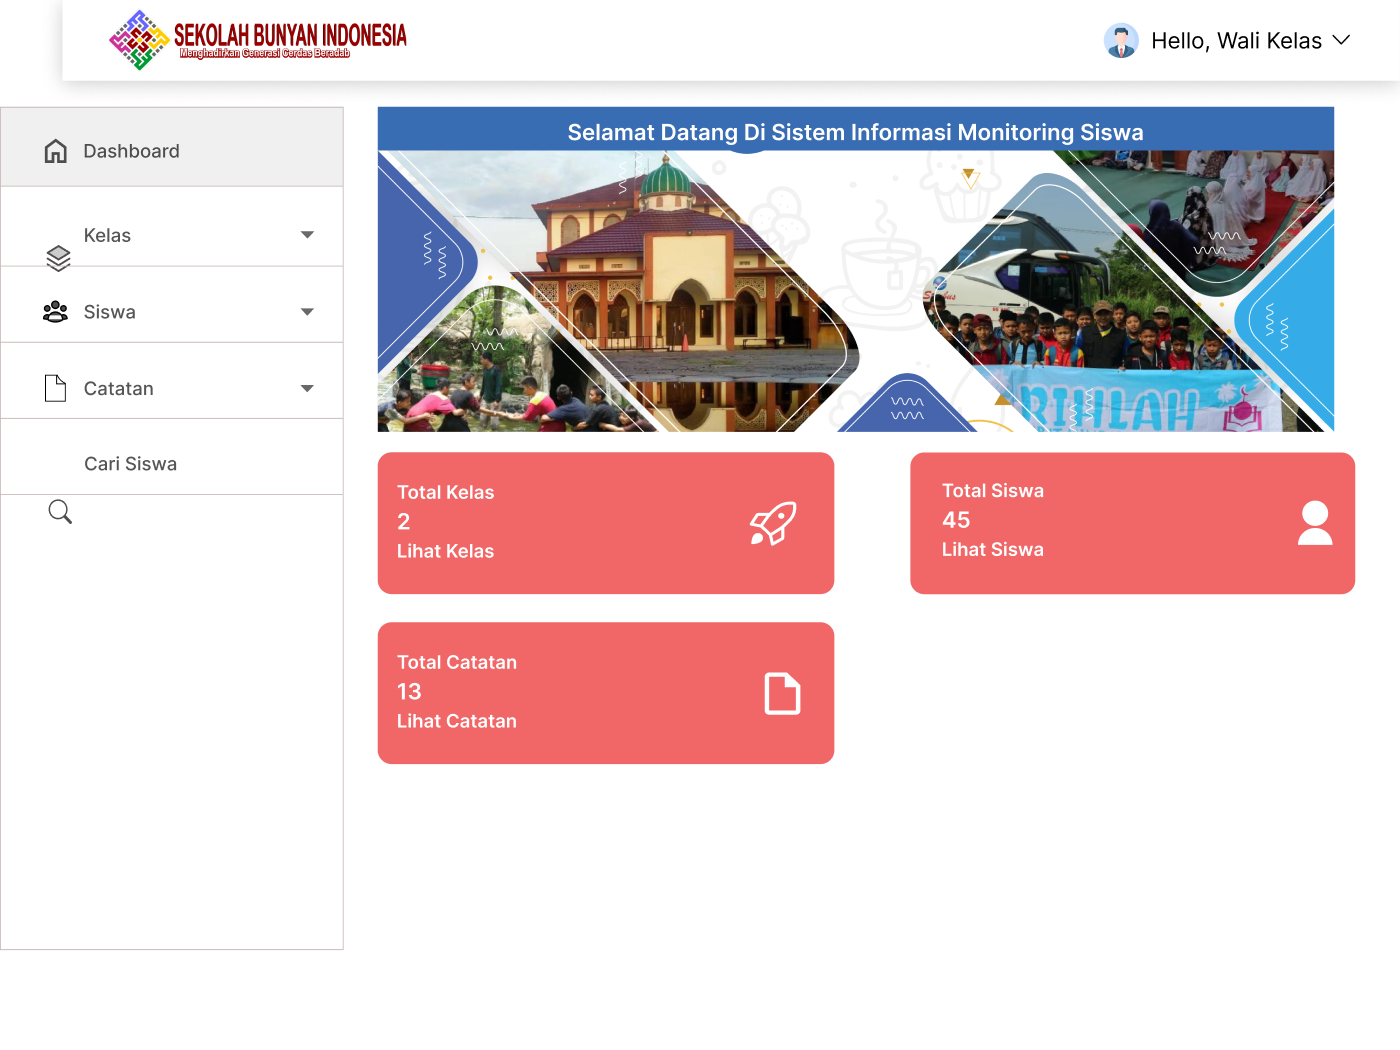 SEKOLAH BUNYAN INDONESIA
Menghadirkan Generasi Cerdas Beradab
Hello, Wali Kelas
Dashboard
Kelas
Siswa
Catatan
Cari Siswa
Selamat Datang Di Sistem Informasi Monitoring Siswa
RIHLAH
Total Kelas
2
Lihat Kelas
Total Siswa
45
Lihat Siswa
Total Catatan
13
Lihat Catatan